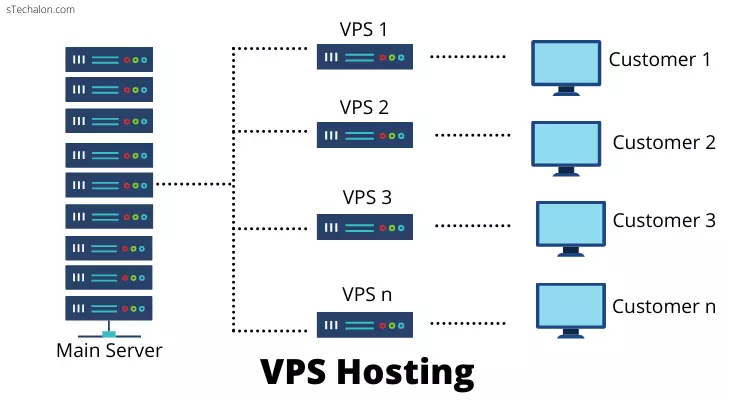 sTechalon.com
VPS 1
Customer 1
VPS 2
Customer 2
VPS 3
Customer 3
VPS n
Customer n
Main Server
VPS Hosting